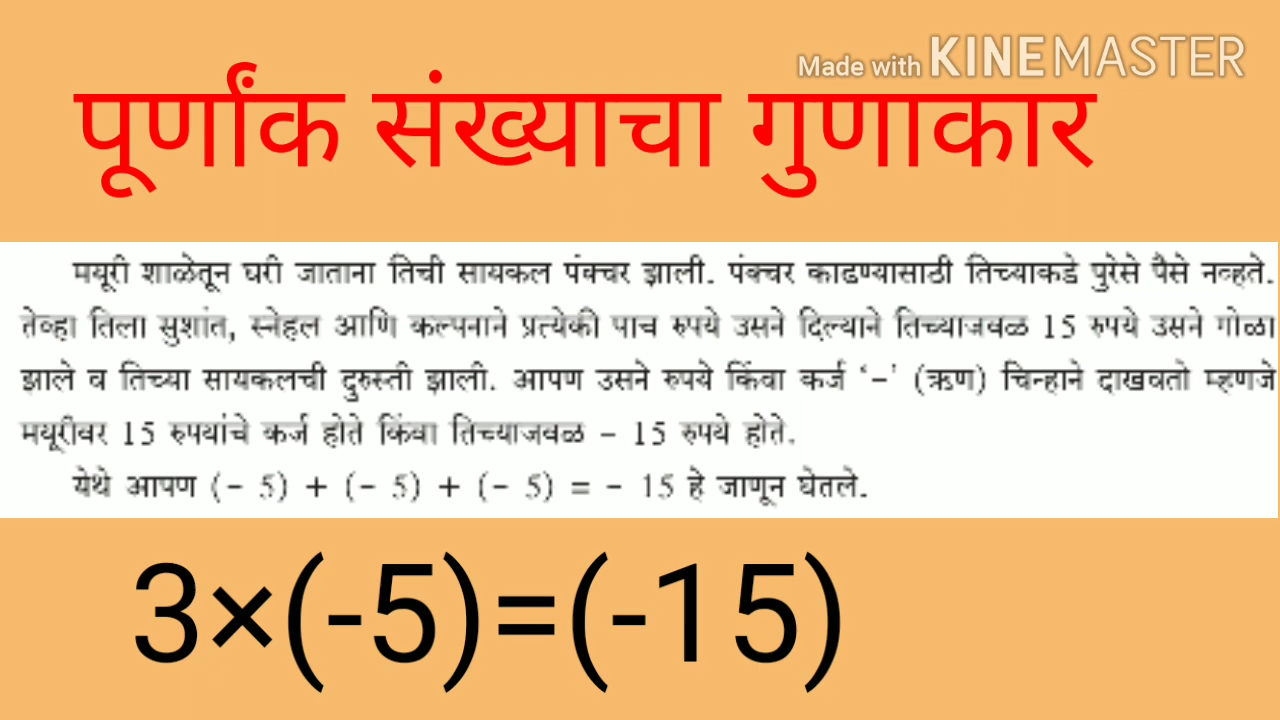 Made with KINEMASTER
पूर्णांक संख्याचा गुणाकार
मयूरी शाळेतून घरी जाताना तिची सायकल पंक्चर झाली. पंक्चर काढण्यासाठी तिच्याकडे पुरेसे पैसे नव्हते.
तेव्हा तिला सुशांत, स्नेहल आणि कल्पनाने प्रत्येकी पाच रुपये उसने दिल्याने तिच्याजवळ 15 रुपये उसने गोळा
झाले व तिच्या सायकलची दुरुस्ती झाली. आपण उसने रुपये किंवा कर्ज ‘–’ (ऋण) चिन्हाने दाखवतो म्हणजे
मयूरीवर 15 रुपयांचे कर्ज होते किंवा तिच्याजवळ – 15 रुपये होते.
येथे आपण (– 5) + (– 5) + (– 5) = – 15 हे जाणून घेतले.
3×(-5)=(-15)